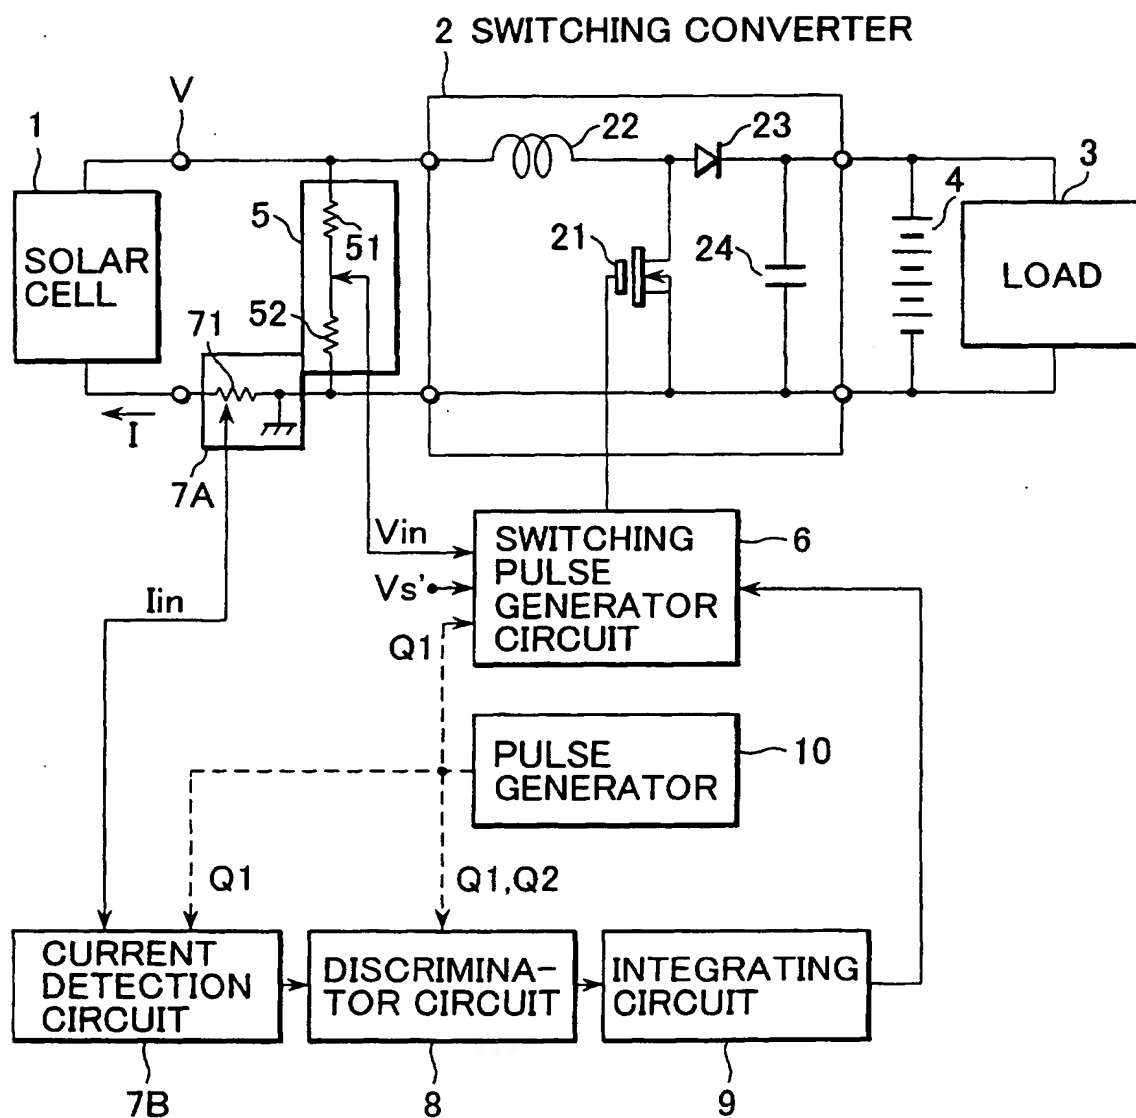 2 SWITCHING CONVERTER
V
1
22
23
3
4
5
51
21
24
SOLAR
CELL
LOAD
52
71
I
7A
Vin
SWITCHING
PULSE
GENERATOR
CIRCUIT
6
Vs'
Iin
Q1
PULSE
GENERATOR
10
Q1
Q1,Q2
CURRENT
DETECTION
CIRCUIT
DISCRIMINA-
TOR CIRCUIT
INTEGRATING
CIRCUIT
7B
8
9